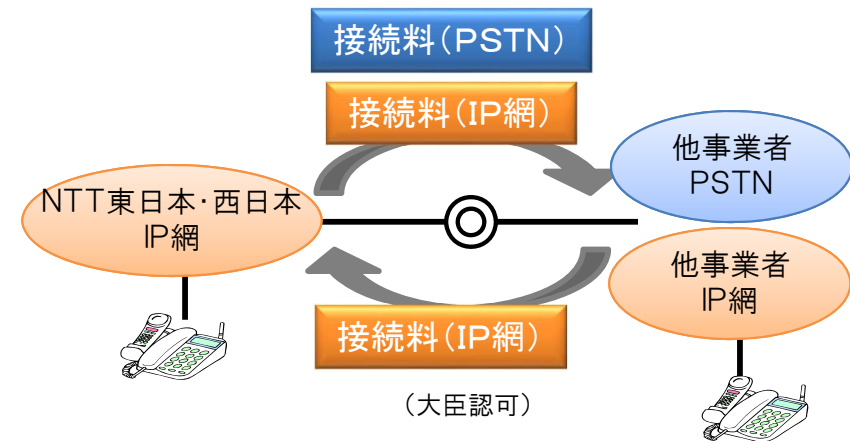 接続料(PSTN)
接続料(IP網)
他事業者
PSTN
NTT東日本・西日本
IP網
他事業者
IP網
接続料(IP網)
(大臣認可)